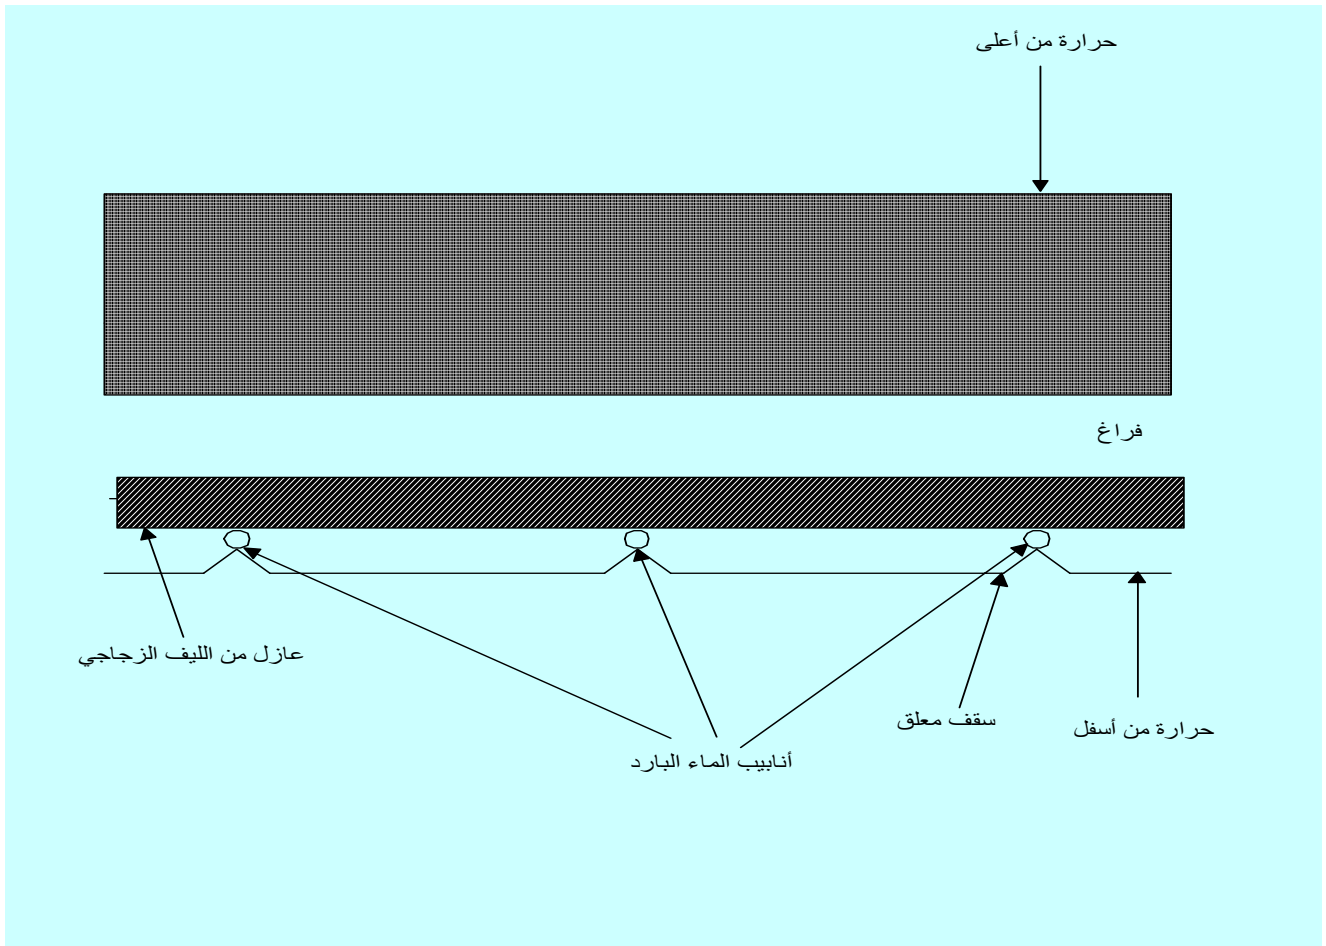 حرارة من أعلى
فراغ
عازل من الليف الزجاجي
سقف معلق
حرارة من أسفل
أنابيب الماء البارد